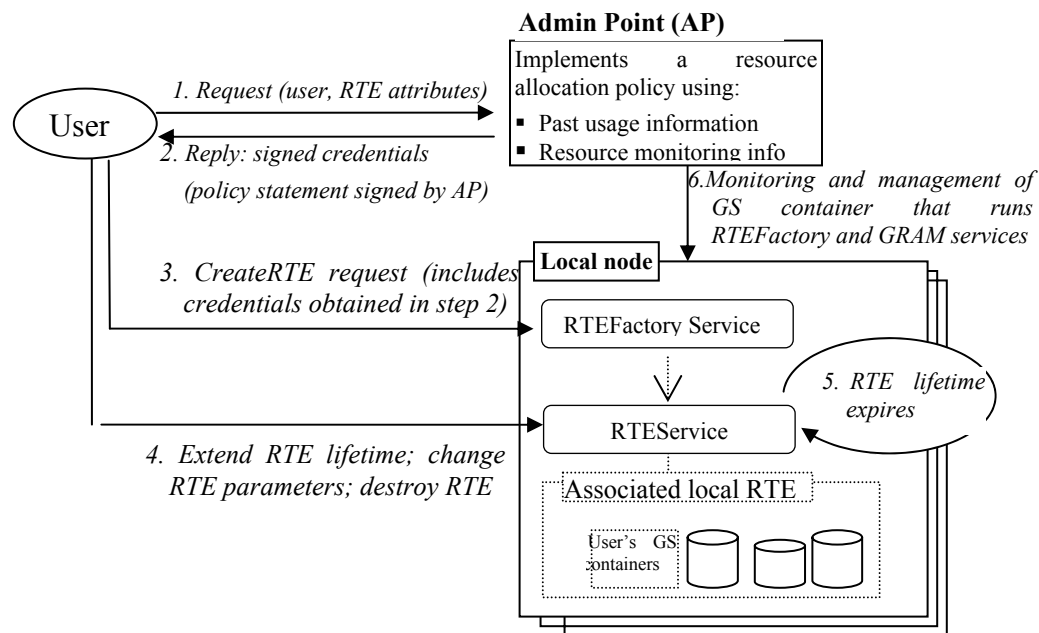 Admin Point (AP)
Implements a resource
allocation policy using:
▪ Past usage information
▪ Resource monitoring info
User
1. Request (user, RTE attributes)
2. Reply: signed credentials
(policy statement signed by AP)
6.Monitoring and management of
GS container that runs
RTEFactory and GRAM services
3. CreateRTE request (includes
credentials obtained in step 2)
Local node
RTEFactory Service
5. RTE lifetime
expires
RTEService
4. Extend RTE lifetime; change
RTE parameters; destroy RTE
Associated local RTE
User's GS
containers